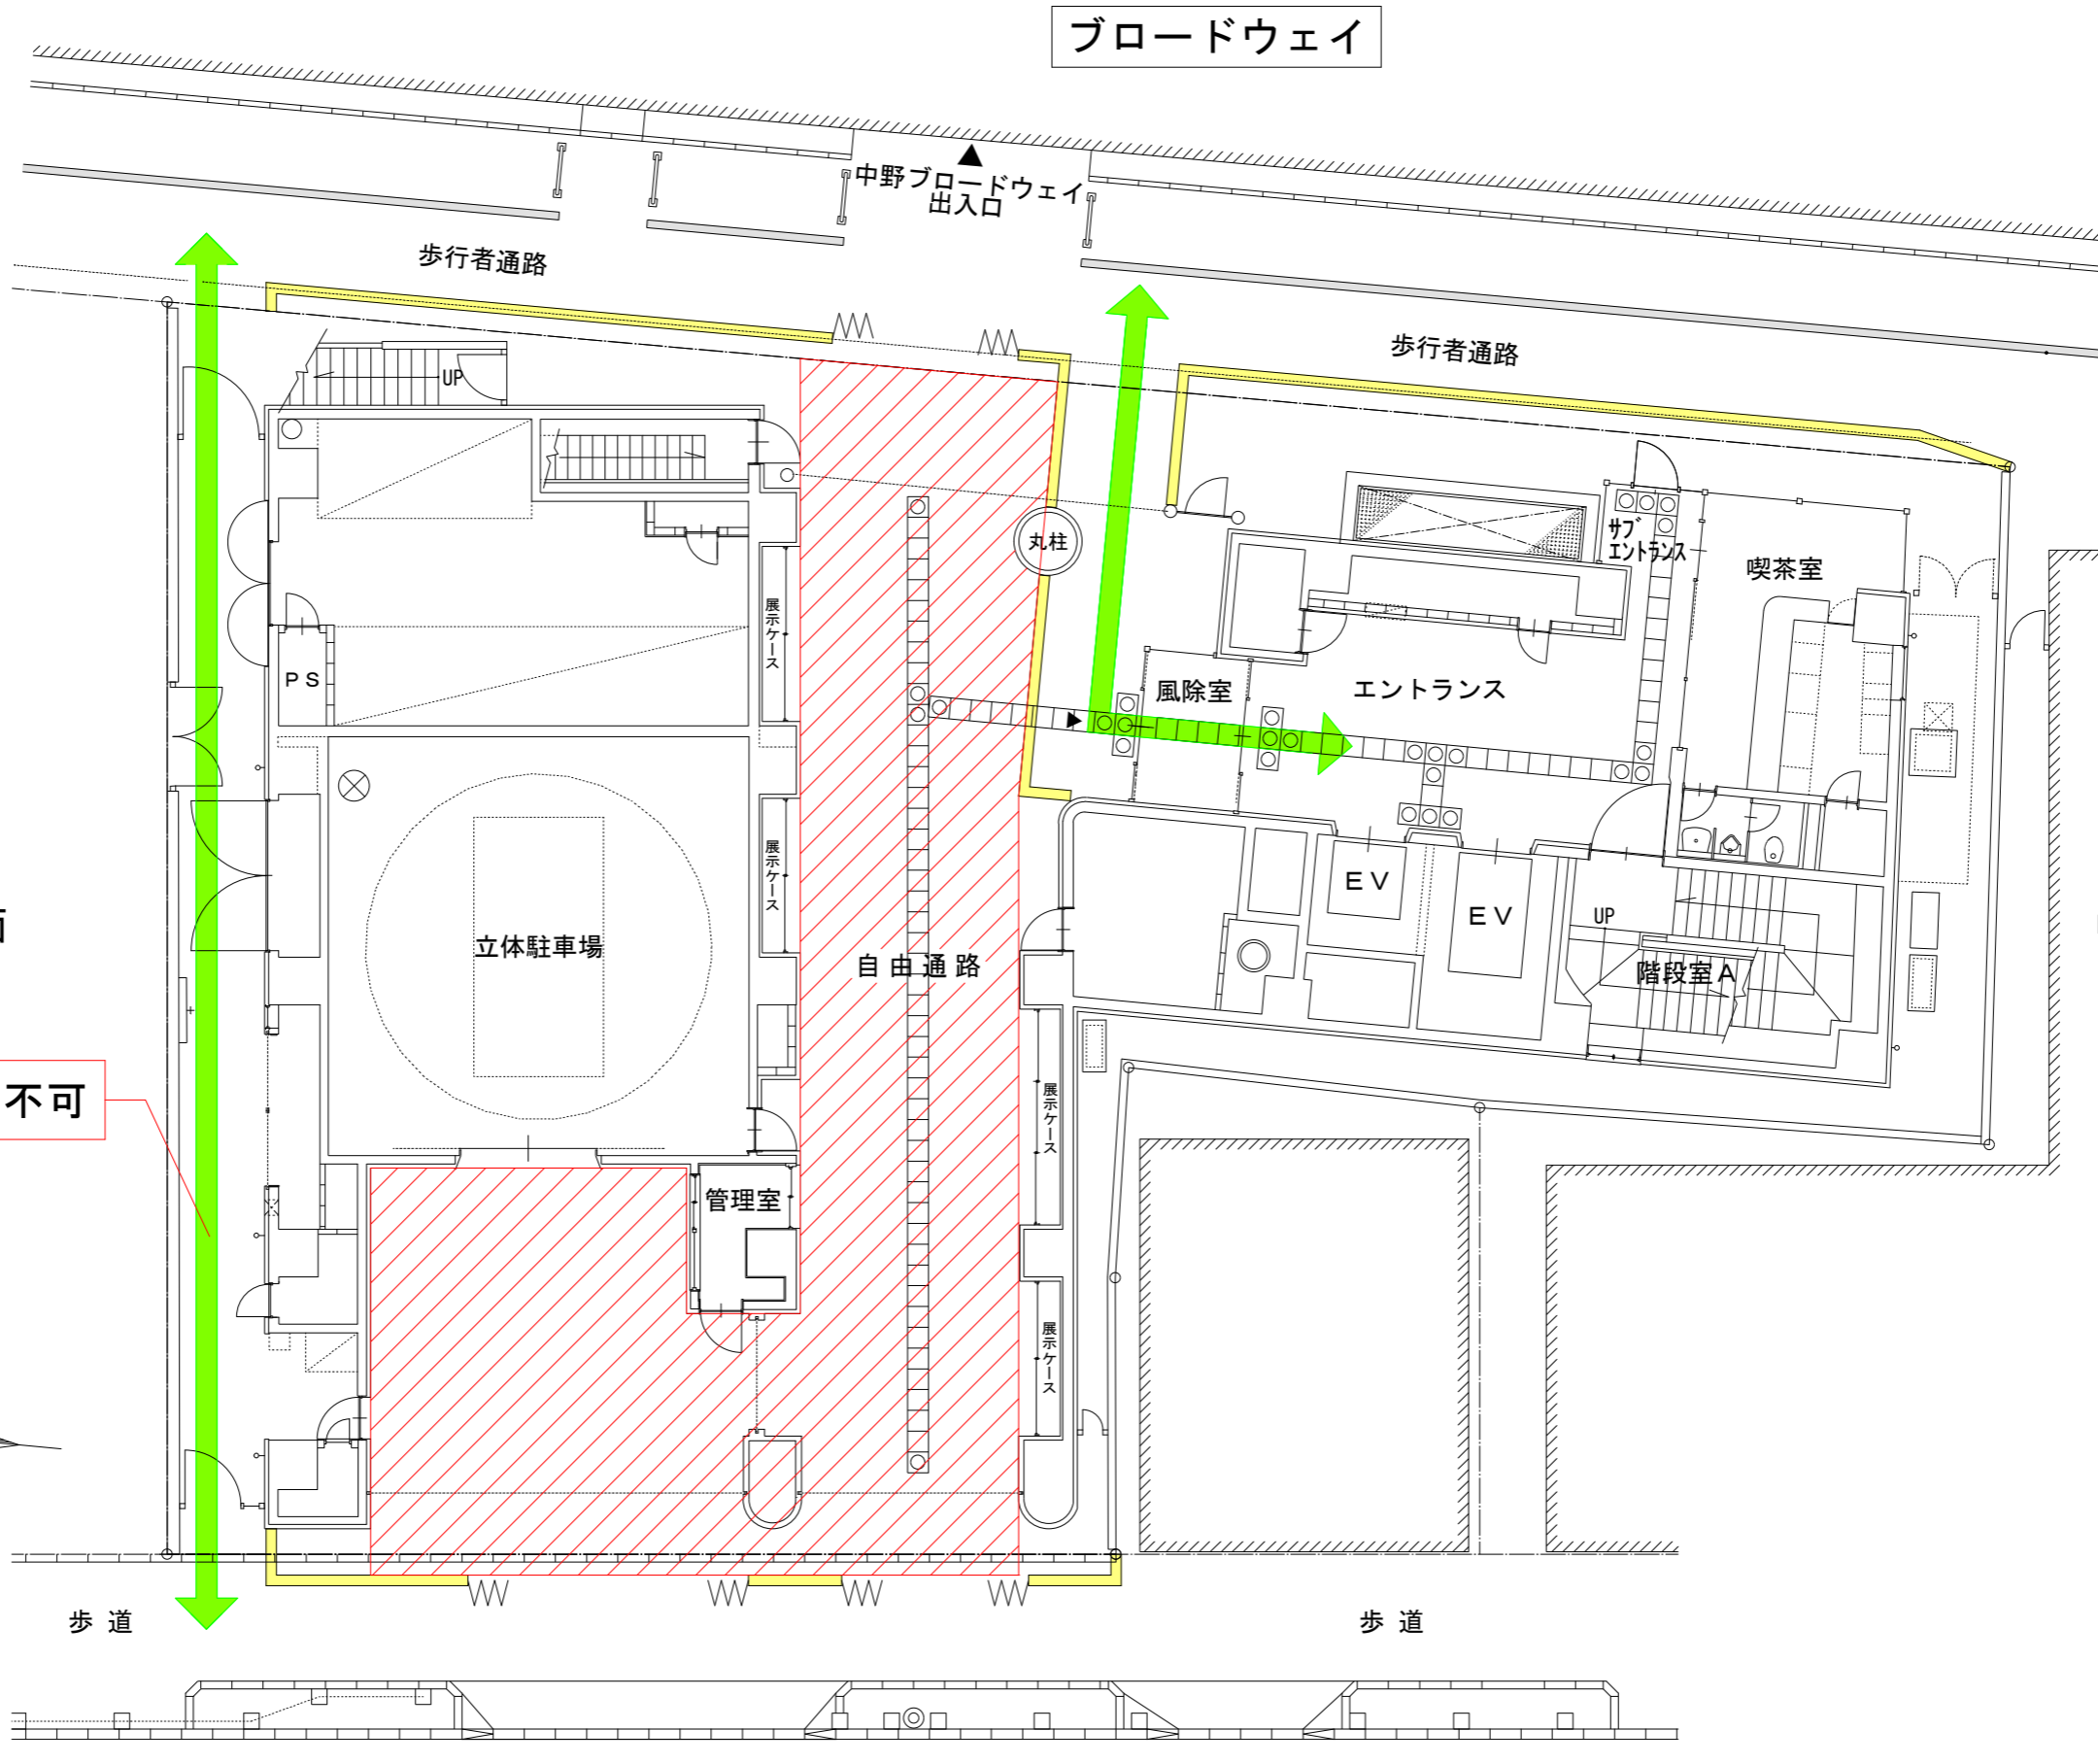 ブロードウェイ
中野ブロードウェイ
出入口
歩行者通路
歩行者通路
UP
丸柱
サブ
エントランス
喫茶室
展示ケース
PS
風除室
エントランス
展示ケース
EV
EV
UP
立体駐車場
自由通路
階段室A
不可
展示ケース
管理室
展示ケース
歩道
歩道